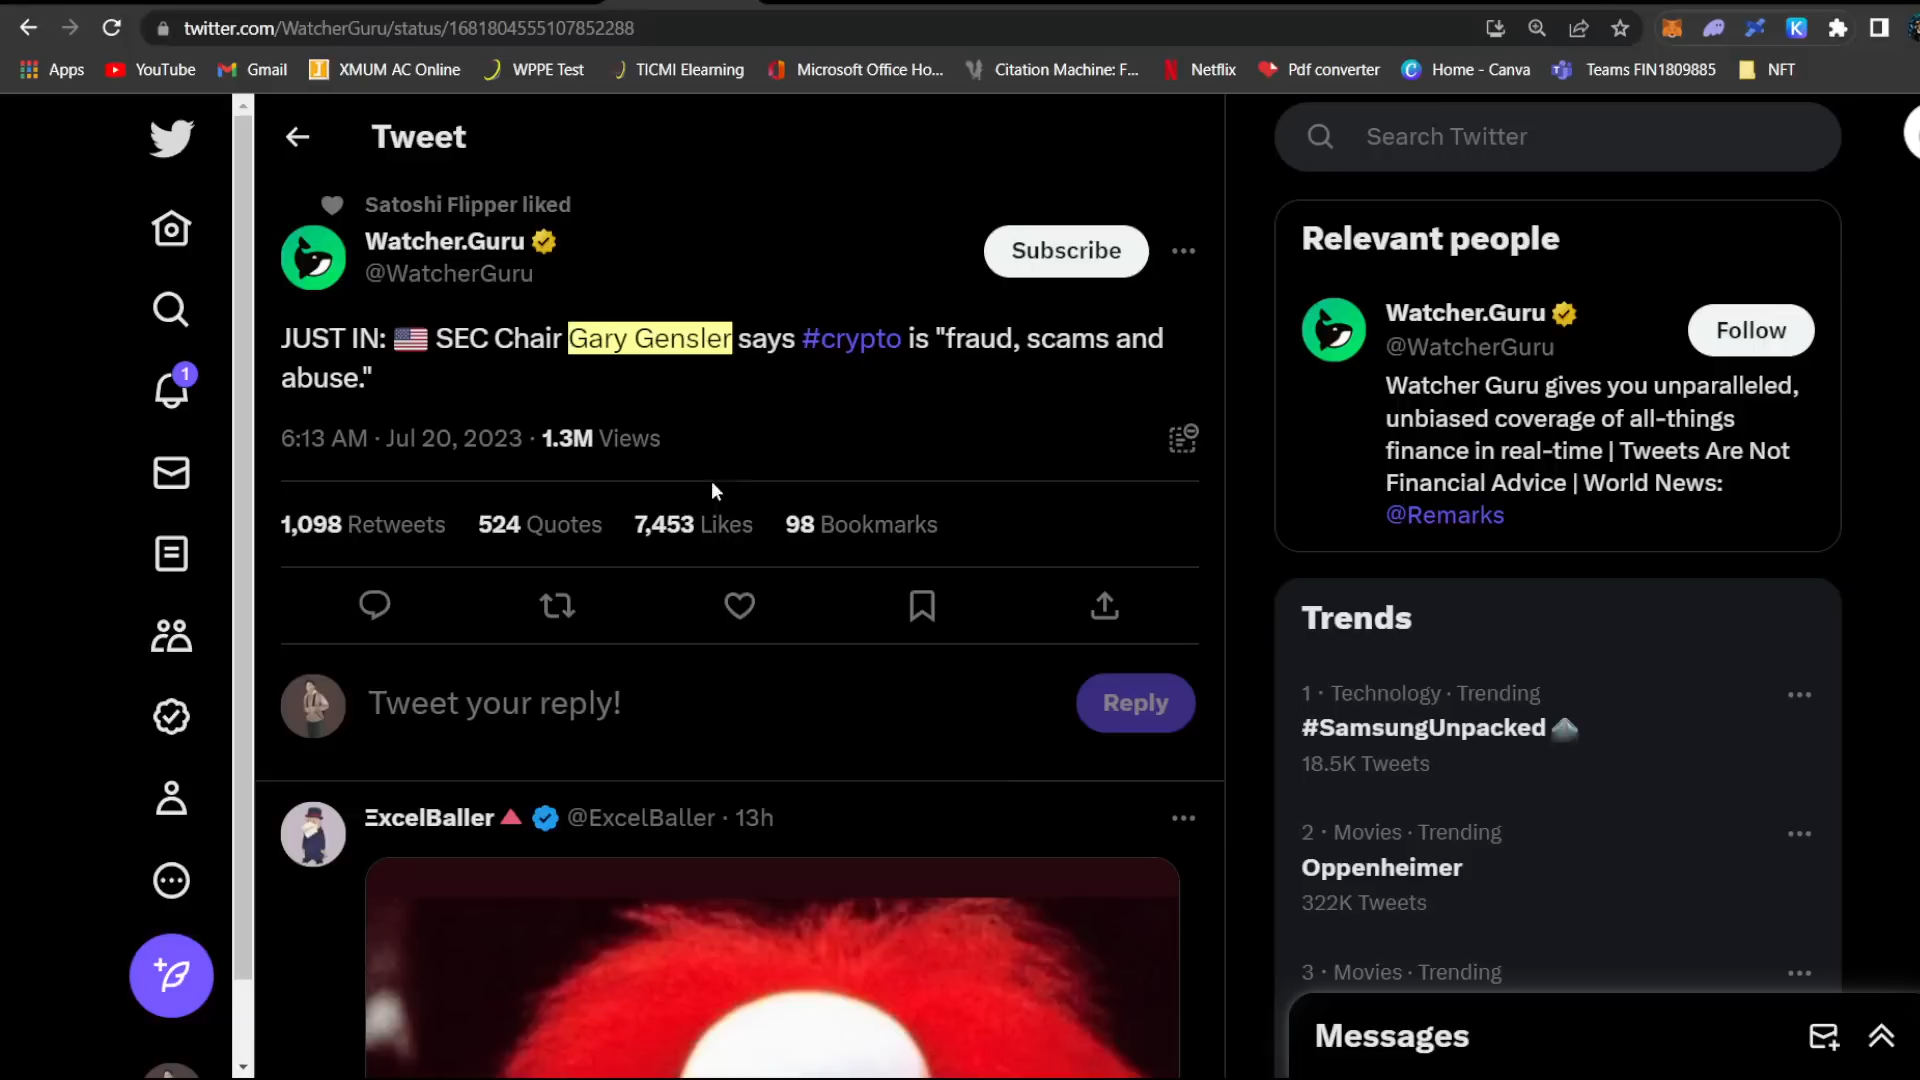 twitter.com/WatcherGuru/status/1681804555107852288
Apps YouTube Gmail XMUM AC Online WPPE Test TICMI Elearning Microsoft Office Ho... Citation Machine: F... Netflix Pdf converter Home - Canva Teams FIN1809885 NFT
Tweet
Satoshi Flipper liked
Watcher.Guru
@WatcherGuru
Subscribe
JUST IN: 🇺🇸 SEC Chair Gary Gensler says #crypto is "fraud, scams and
abuse."
6:13 AM · Jul 20, 2023 · 1.3M Views
1,098 Retweets 524 Quotes 7,453 Likes 98 Bookmarks
Tweet your reply!
Reply
ΞxcelBaller 🔺 @ExcelBaller · 13h
1
Search Twitter
Relevant people
Watcher.Guru
@WatcherGuru
Follow
Watcher Guru gives you unparalleled,
unbiased coverage of all-things
finance in real-time | Tweets Are Not
Financial Advice | World News:
@Remarks
Trends
1 · Technology · Trending
#SamsungUnpacked
18.5K Tweets
2 · Movies · Trending
Oppenheimer
322K Tweets
3 · Movies · Trending
Messages